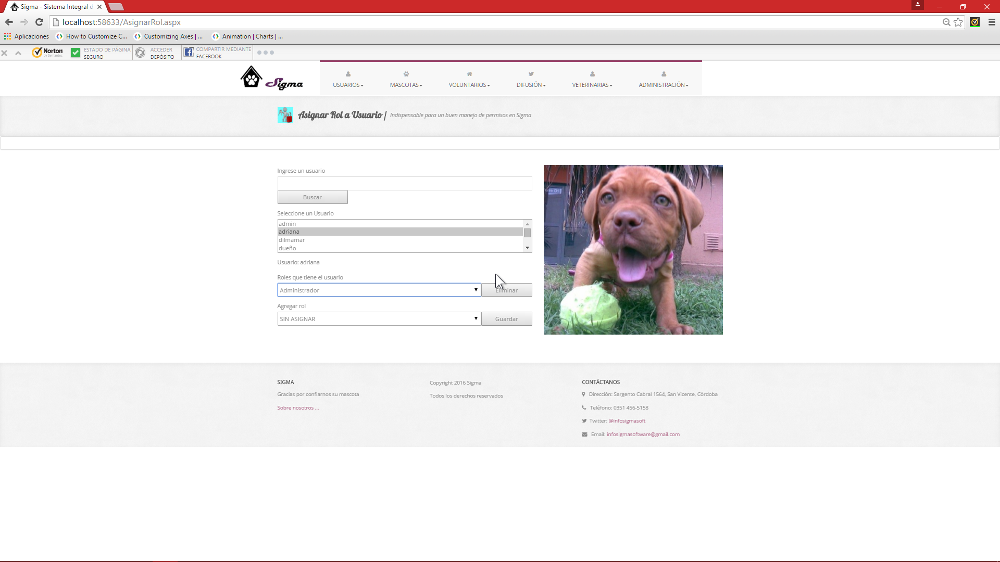 Sigma - Sistema Integral d
localhost:58633/AsignarRol.aspx
Aplicaciones
How to Customize C...
Customizing Axes | ...
Animation | Charts | ...
Norton
by Symantec
ESTADO DE PÁGINA
SEGURO
ACCEDER
DEPÓSITO
COMPARTIR MEDIANTE
FACEBOOK
Sigma
USUARIOS
MASCOTAS
VOLUNTARIOS
DIFUSIÓN
VETERINARIAS
ADMINISTRACIÓN
Asignar Rol a Usuario / Indispensable para un buen manejo de permisos en Sigma
Ingrese un usuario
Buscar
Seleccione un Usuario
admin
adriana
dilmamar
dueño
Usuario: adriana
Roles que tiene el usuario
Administrador
Eliminar
Agregar rol
SIN ASIGNAR
Guardar
SIGMA
Gracias por confiarnos su mascota
Sobre nosotros ...
Copyright 2016 Sigma
Todos los derechos reservados
CONTÁCTANOS
Dirección: Sargento Cabral 1564, San Vicente, Córdoba
Teléfono: 0351 456-5158
Twitter: @infosigmasoft
Email: infosigmasoftware@gmail.com